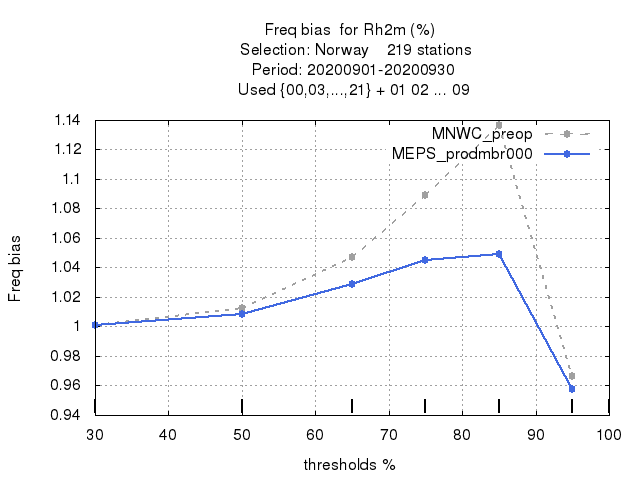 Freq bias  for Rh2m (%)
Selection: Norway    219 stations
Period: 20200901-20200930
Used {00,03,...,21} + 01 02 ... 09
1.14
1.12
1.1
1.08
1.06
1.04
1.02
1
0.98
0.96
0.94
Freq bias
MNWC_preop
MEPS_prodmbr000
30 40 50 60 70 80 90 100
thresholds %